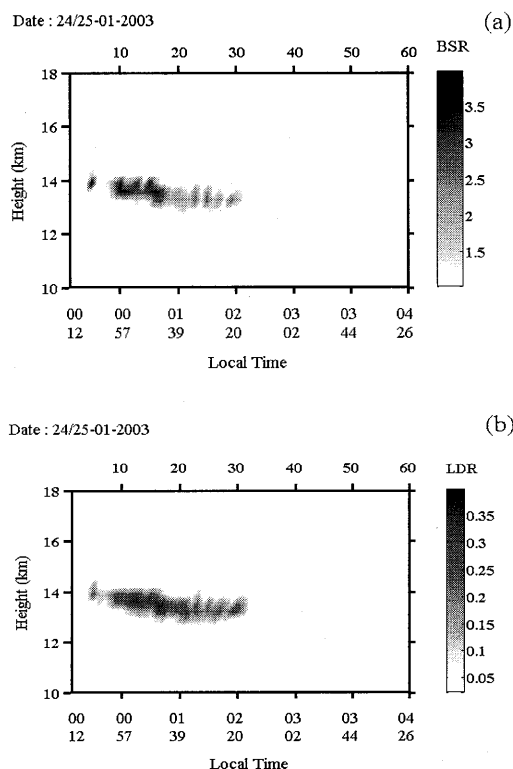 Date : 24/25-01-2003
(a)
10 20 30 40 50 60
BSR
18
16
14
12
10
Height (km)
3.5
3
2.5
2
1.5
00 00 01 02 03 03 04
12 57 39 20 02 44 26
Local Time
Date : 24/25-01-2003
(b)
10 20 30 40 50 60
LDR
18
16
14
12
10
Height (km)
0.35
0.3
0.25
0.2
0.15
0.1
0.05
00 00 01 02 03 03 04
12 57 39 20 02 44 26
Local Time